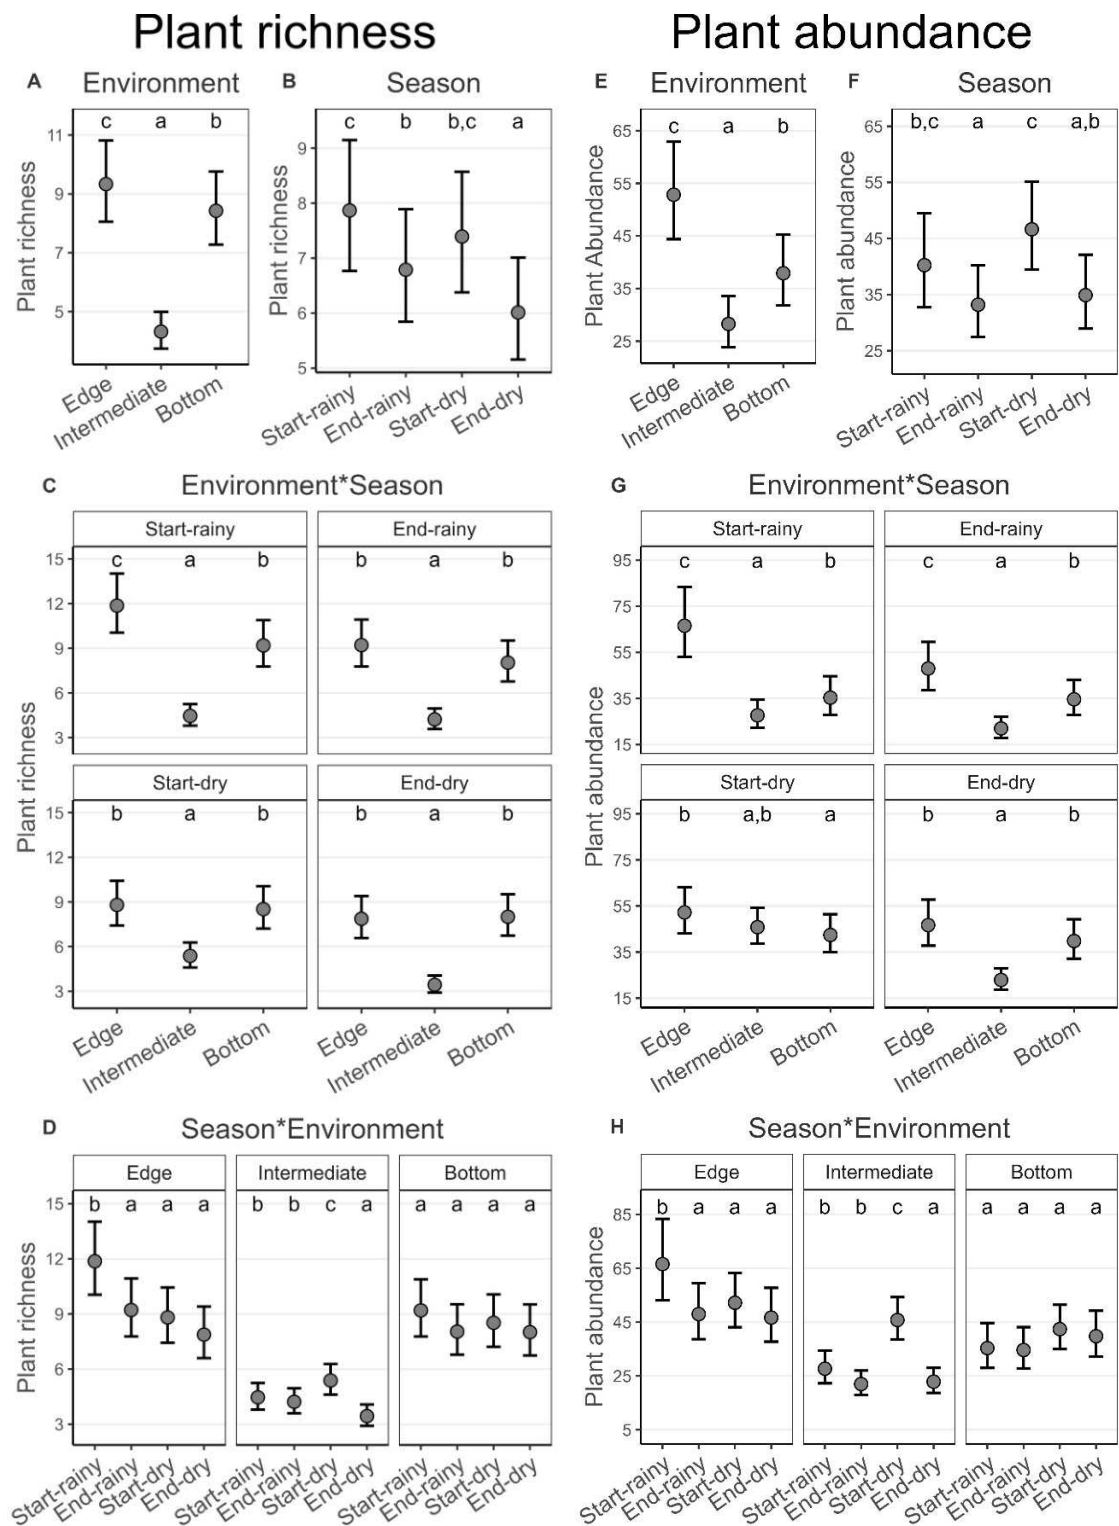 Plant richness
Plant abundance
A Environment
Plant richness
11
9
7
5
c a b
Edge
Intermediate
Bottom
B Season
Plant richness
9
8
7
6
5
c b b,c a
Start-rainy
End-rainy
Start-dry
End-dry
E Environment
Plant Abundance
65
55
45
35
25
c a b
Edge
Intermediate
Bottom
F Season
Plant abundance
65
55
45
35
25
b,c a c a,b
Start-rainy
End-rainy
Start-dry
End-dry
C Environment*Season
Plant richness
Start-rainy
15
12
9
6
3
c a b
End-rainy
b a b
Start-dry
15
12
9
6
3
b a b
End-dry
b a b
Edge
Intermediate
Bottom
Edge
Intermediate
Bottom
G Environment*Season
Plant abundance
Start-rainy
95
75
55
35
15
c a b
End-rainy
c a b
Start-dry
95
75
55
35
15
b a,b a
End-dry
b a b
Edge
Intermediate
Bottom
Edge
Intermediate
Bottom
D Season*Environment
Plant richness
Edge
15
12
9
6
3
b a a a
Intermediate
b b c a
Bottom
a a a a
Start-rainy
End-rainy
Start-dry
End-dry
Start-rainy
End-rainy
Start-dry
End-dry
Start-rainy
End-rainy
Start-dry
End-dry
H Season*Environment
Plant abundance
Edge
85
65
45
25
5
b a a a
Intermediate
b b c a
Bottom
a a a a
Start-rainy
End-rainy
Start-dry
End-dry
Start-rainy
End-rainy
Start-dry
End-dry
Start-rainy
End-rainy
Start-dry
End-dry